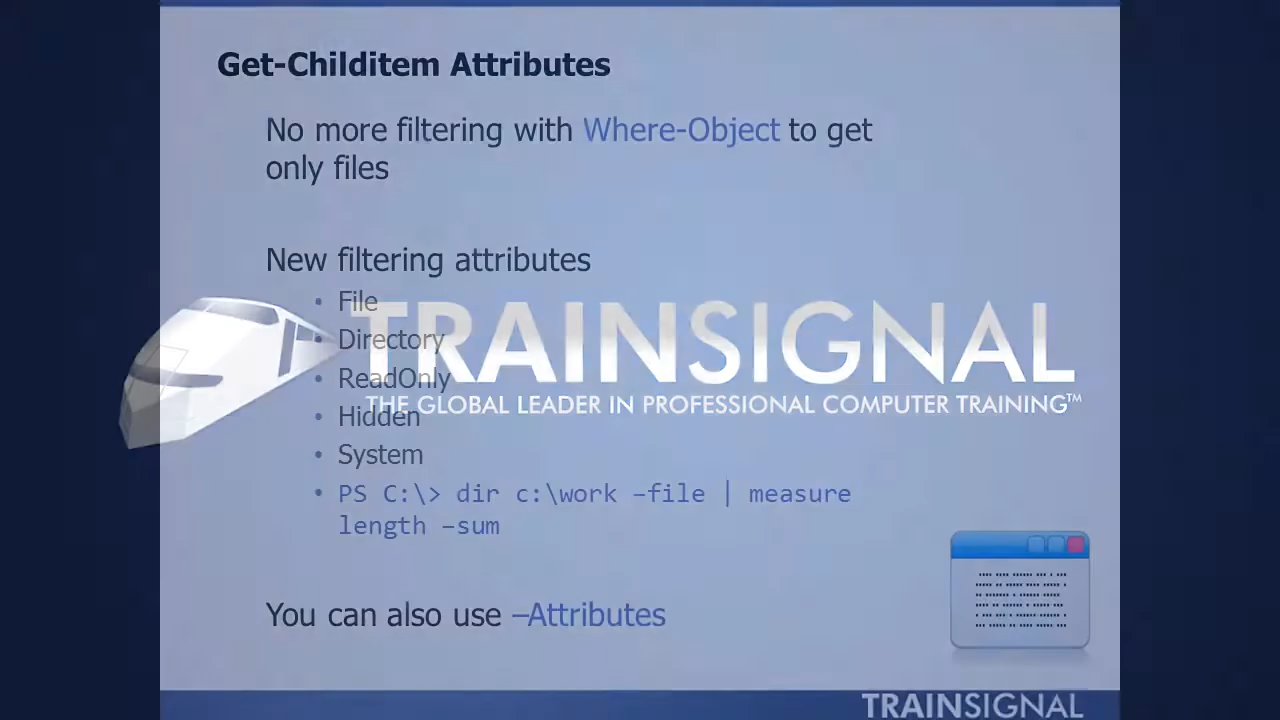 Get-Childitem Attributes
No more filtering with Where-Object to get
only files
New filtering attributes
• File
• Directory
• ReadOnly
• Hidden
• System
• PS C:\> dir c:\work –file | measure
length –sum
You can also use –Attributes
TRAINSIGNAL
THE GLOBAL LEADER IN PROFESSIONAL COMPUTER TRAINING™
TRAINSIGNAL